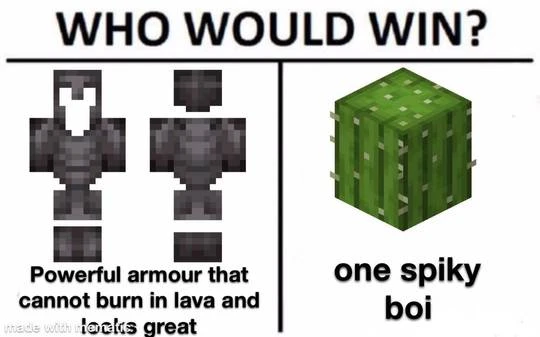 WHO WOULD WIN?
Powerful armour that
cannot burn in lava and
looks great
one spiky
boi
made with mematic